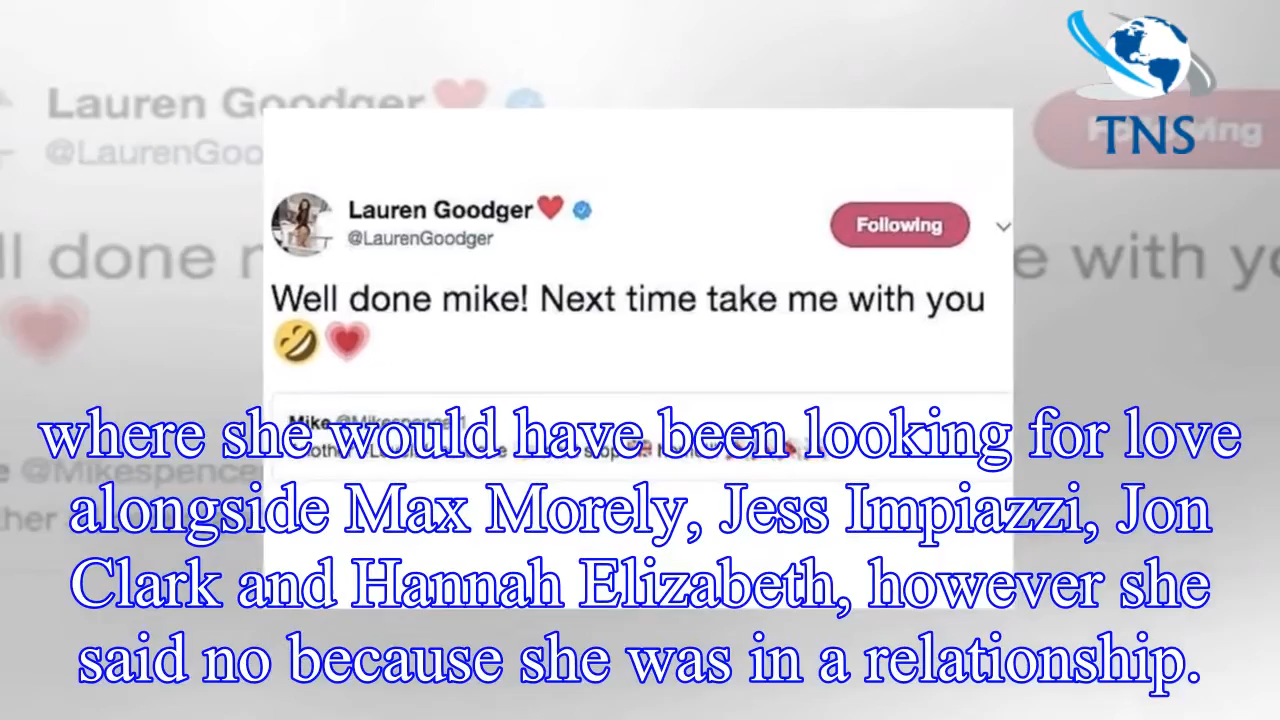 TNS
Lauren Goodger❤️
@LaurenGoodger
Following
Well done mike! Next time take me with you
🤣💗
Mike
where she would have been looking for love
alongside Max Morely, Jess Impiazzi, Jon
Clark and Hannah Elizabeth, however she
said no because she was in a relationship.